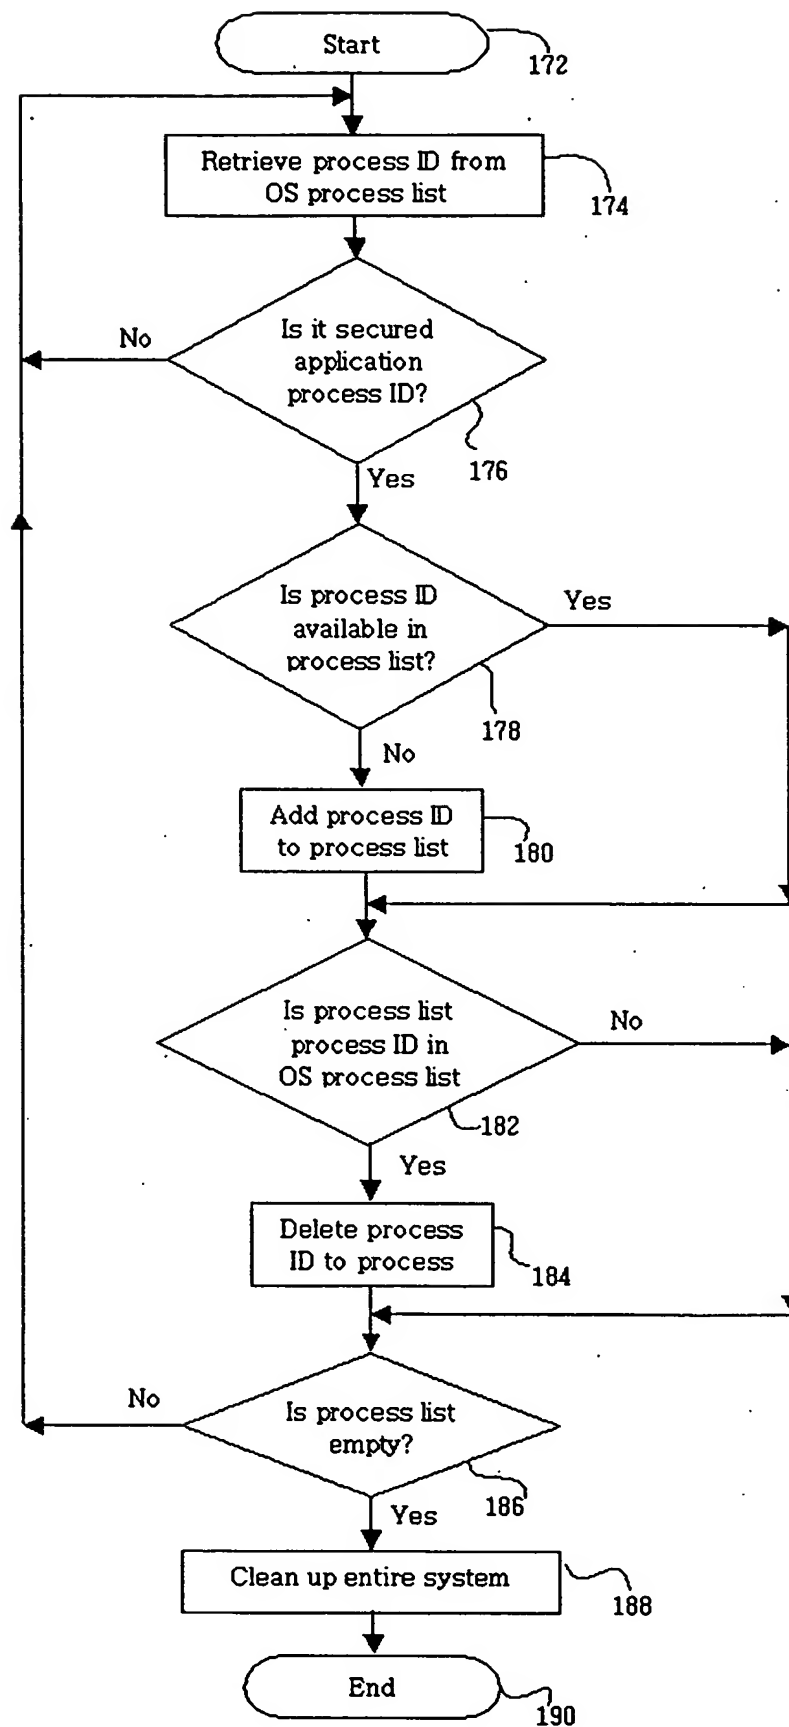 Start
172
Retrieve process ID from
OS process list
174
No
Is it secured
application
process ID?
176
Yes
Is process ID
available in
process list?
Yes
178
No
Add process ID
to process list
180
Is process list
process ID in
OS process list
No
182
Yes
Delete process
ID to process
184
No
Is process list
empty?
186
Yes
Clean up entire system
188
End
190